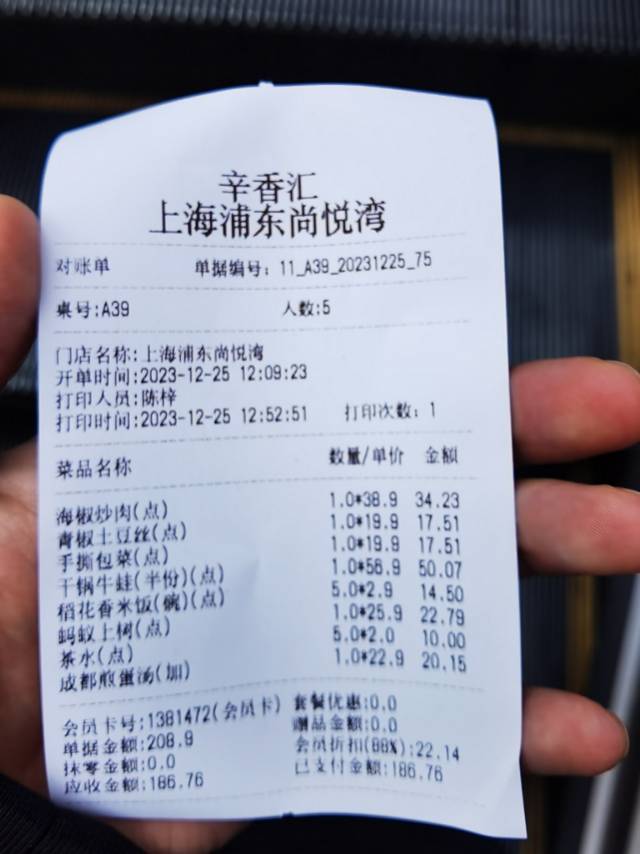 辛香汇
上海浦东尚悦湾
对账单 单据编号: 11_A39_20231225_75
桌号:A39 人数:5
门店名称:上海浦东尚悦湾
开单时间:2023-12-25 12:09:23
打印人员:陈梓
打印时间:2023-12-25 12:52:51 打印次数: 1
菜品名称 数量/单价 金额
海椒炒肉(点) 1.0*38.9 34.23
青椒土豆丝(点) 1.0*19.9 17.51
手撕包菜(点) 1.0*19.9 17.51
干锅牛蛙(半份)(点) 1.0*56.9 50.07
稻花香米饭(碗)(点) 5.0*2.9 14.50
蚂蚁上树(点) 1.0*25.9 22.79
茶水(点) 5.0*2.0 10.00
成都煎蛋汤(加) 1.0*22.9 20.15
会员卡号:1381472(会员卡) 套餐优惠:0.0
单据金额:208.9 赠品金额:0.0
抹零金额:0.0 会员折扣(88%):22.14
应收金额:186.76 已支付金额:186.76